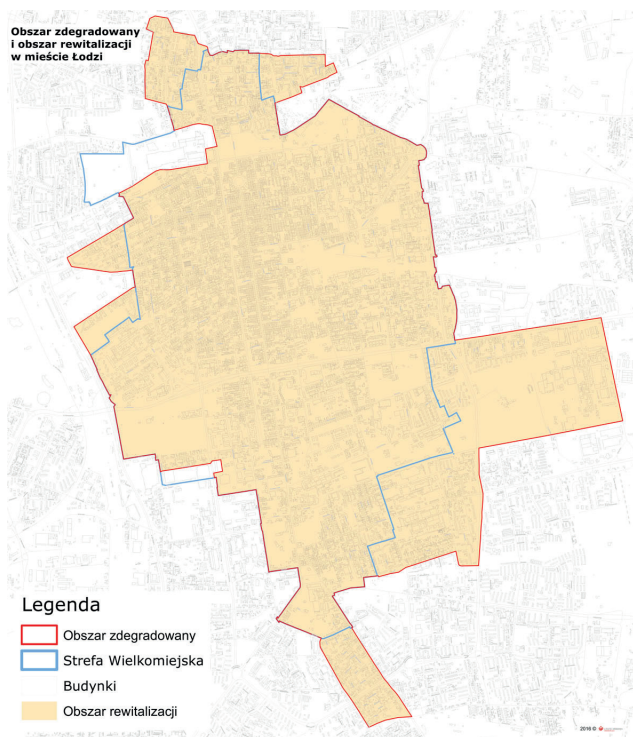 Obszar zdegradowany
i obszar rewitalizacji
w mieście Łodzi
Legenda
Obszar zdegradowany
Strefa Wielkomiejska
Budynki
Obszar rewitalizacji
2016 ©